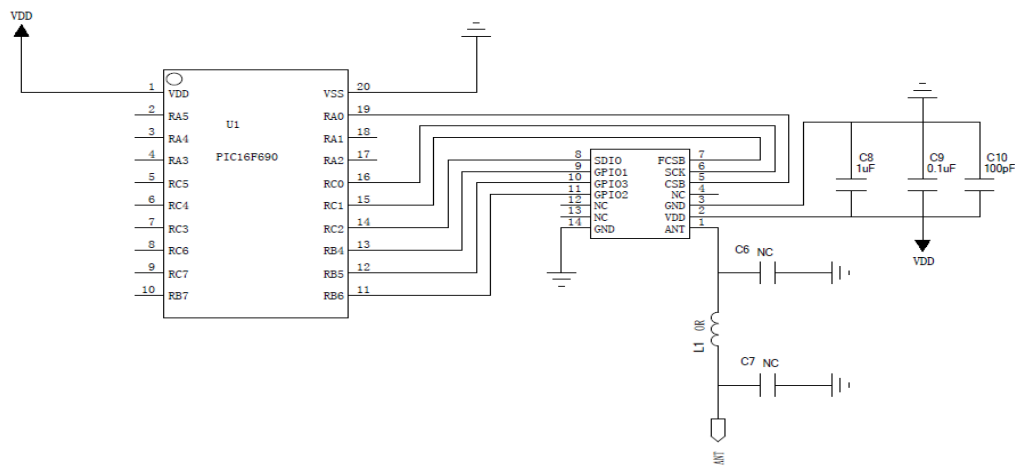 VDD
1 VDD VSS 20
2 RA5 RA0 19
3 RA4 RA1 18
4 RA3 RA2 17
5 RC5 RC0 16
6 RC4 RC1 15
7 RC3 RC2 14
8 RC6 RB4 13
9 RC7 RB5 12
10 RB7 RB6 11
U1
PIC16F690
8 SDIO FCSB 7
9 GPIO1 SCK 6
10 GPIO3 CSB 5
11 GPIO2 NC 4
12 NC GND 3
13 NC VDD 2
14 GND ANT 1
C8
1uF
C9
0.1uF
C10
100pF
VDD
C6 NC
L1 0R
C7 NC
ANT